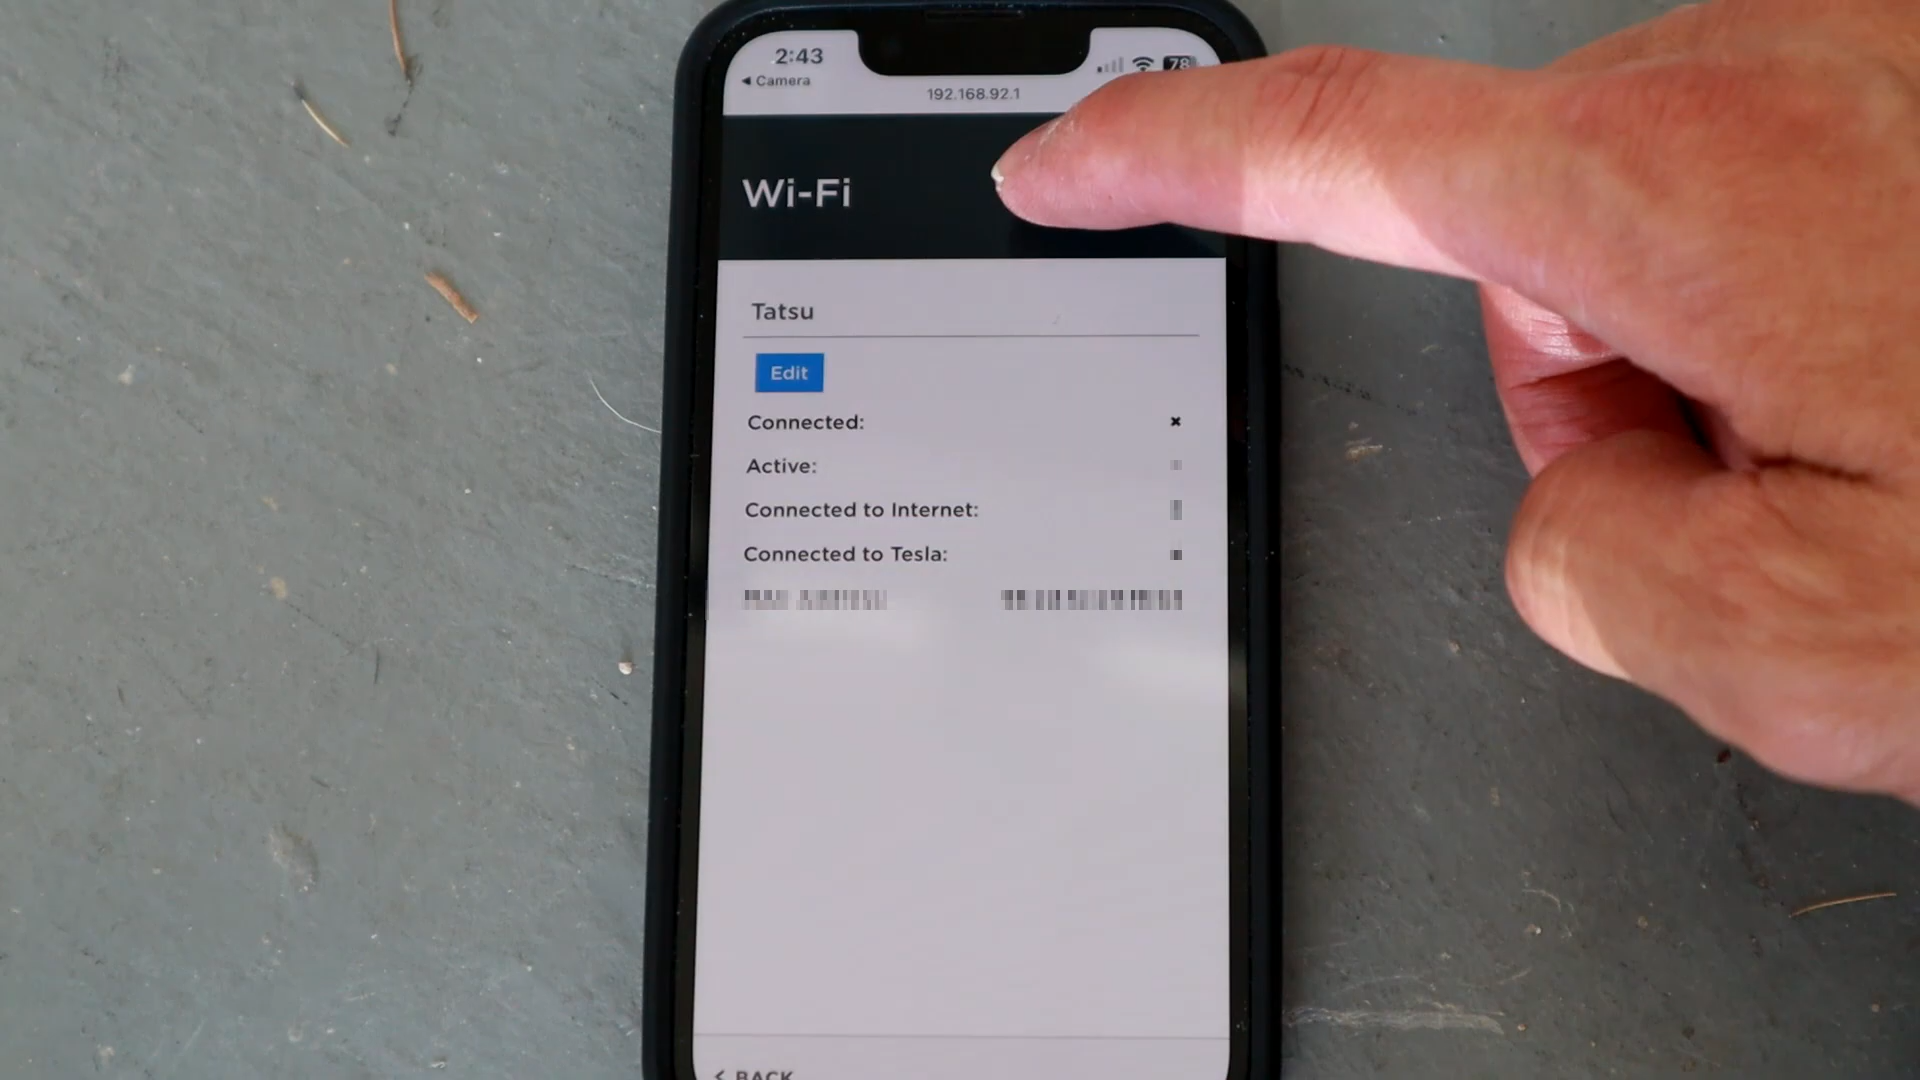 2:43
78
◀ Camera
192.168.92.1
Wi-Fi
Tatsu
Edit
Connected: ×
Active:
Connected to Internet:
Connected to Tesla:
< BACK